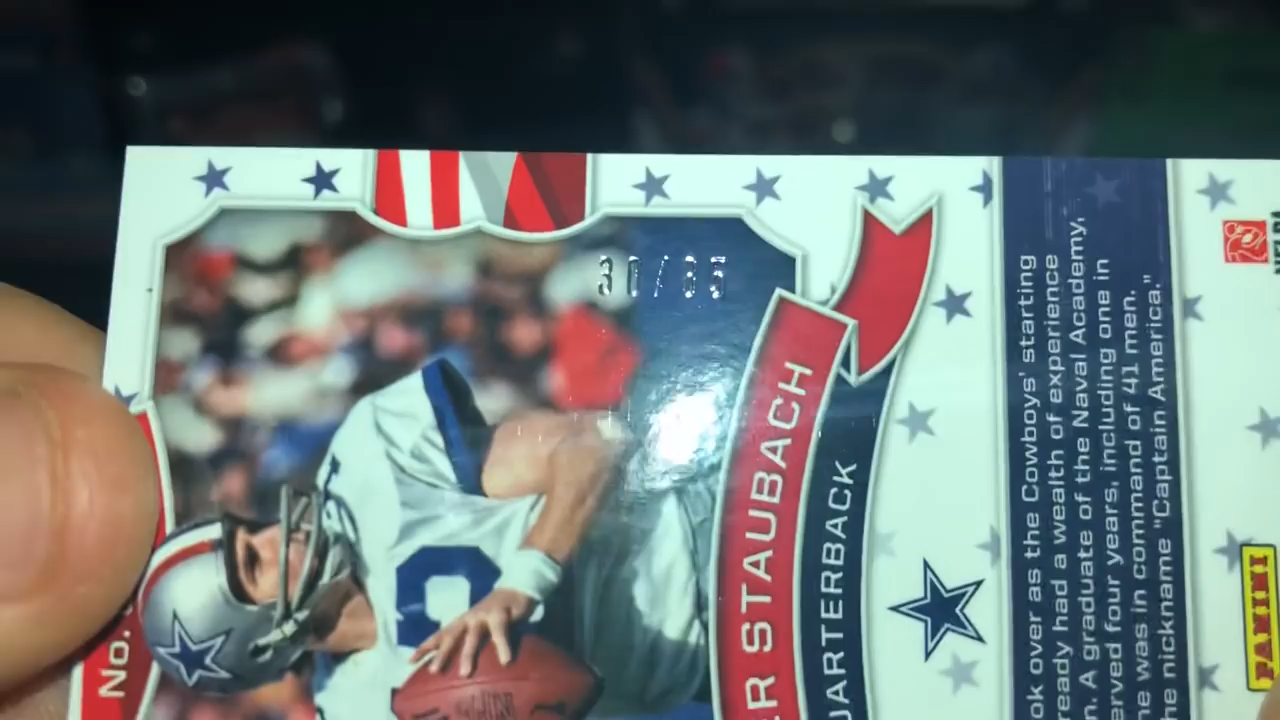 30/85
No.
ER STAUBACH
UARTERBACK
ok over as the Cowboys' starting
ready had a wealth of experience
n. A graduate of the Naval Academy,
erved four years, including one in
ne was in command of 41 men.
he nickname "Captain America."
PANINI